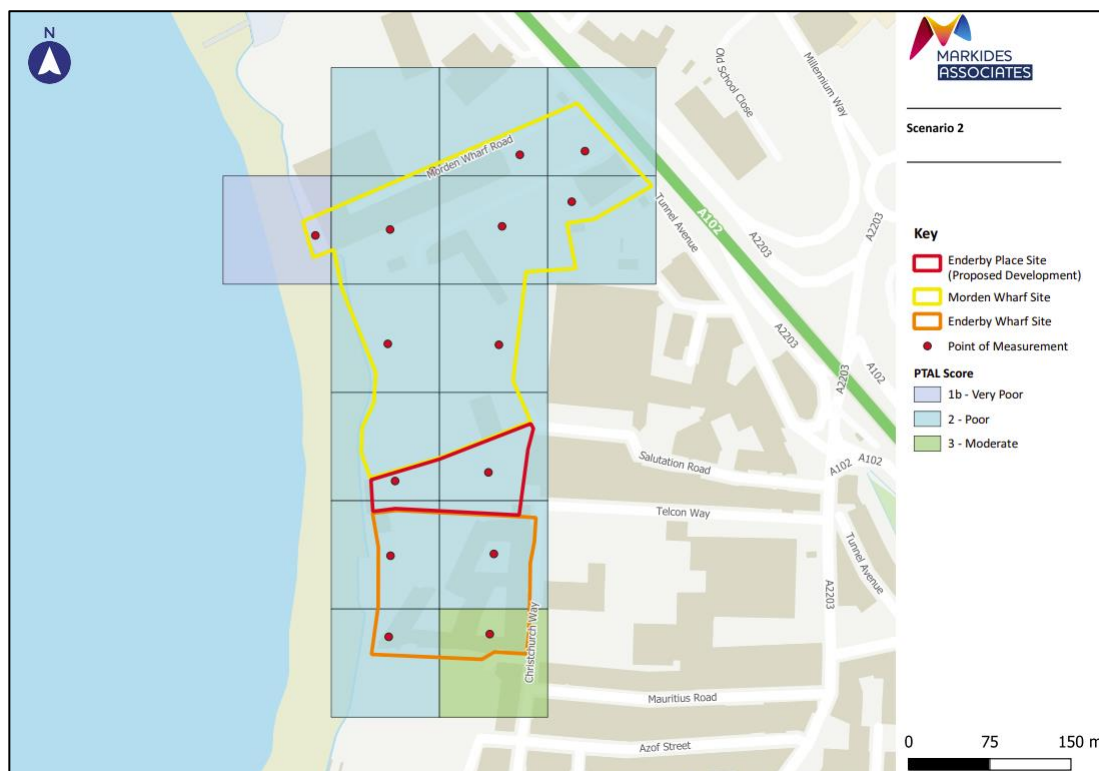 N
Morden Wharf Road
Old School Close
Millennium Way
A102
Tunnel Avenue
A2203
A2203
A2203
A2203
A102
A102
A102
Salutation Road
Telcon Way
Tunnel Avenue
A2203
Christchurch Way
Mauritius Road
Azof Street
MARKIDES
ASSOCIATES
Scenario 2
Key
Enderby Place Site
(Proposed Development)
Morden Wharf Site
Enderby Wharf Site
Point of Measurement
PTAL Score
1b - Very Poor
2 - Poor
3 - Moderate
0 75 150 m